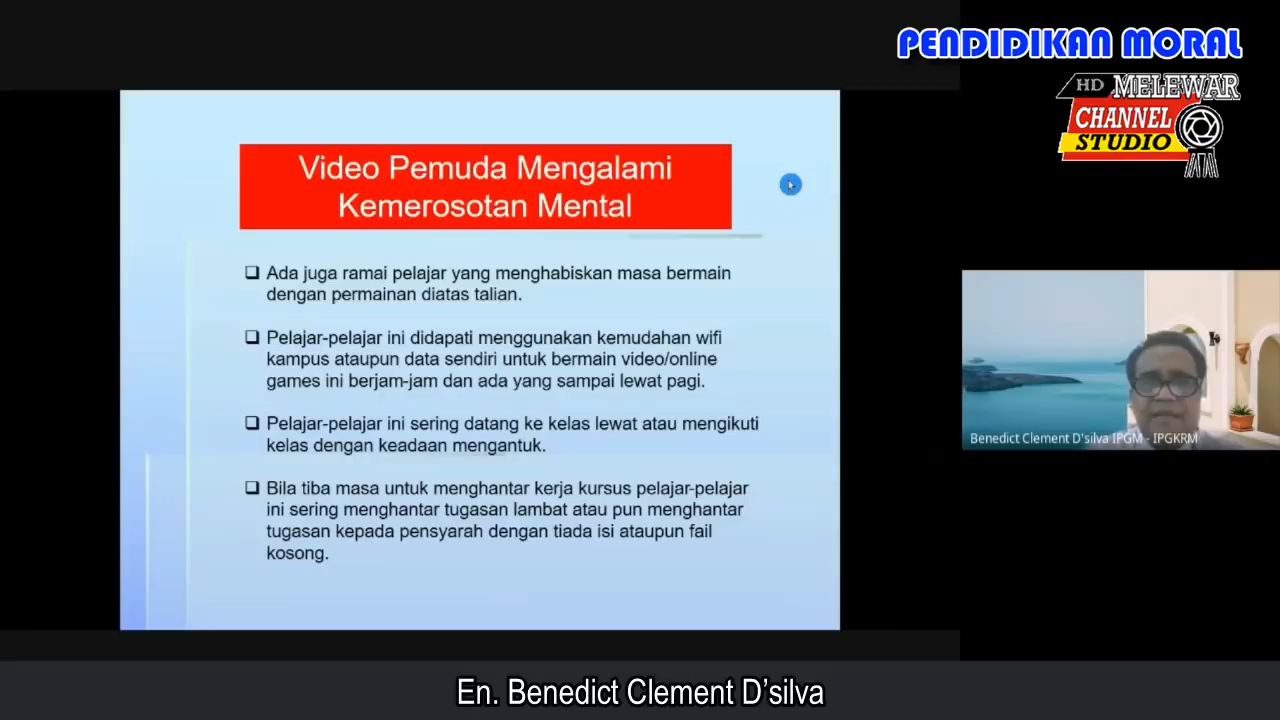 PENDIDIKAN MORAL
HD MELEWAR
CHANNEL
STUDIO
Video Pemuda Mengalami
Kemerosotan Mental
Ada juga ramai pelajar yang menghabiskan masa bermain
dengan permainan diatas talian.
Pelajar-pelajar ini didapati menggunakan kemudahan wifi
kampus ataupun data sendiri untuk bermain video/online
games ini berjam-jam dan ada yang sampai lewat pagi.
Pelajar-pelajar ini sering datang ke kelas lewat atau mengikuti
kelas dengan keadaan mengantuk.
Bila tiba masa untuk menghantar kerja kursus pelajar-pelajar
ini sering menghantar tugasan lambat atau pun menghantar
tugasan kepada pensyarah dengan tiada isi ataupun fail
kosong.
Benedict Clement D'silva IPGM - IPGKRM
En. Benedict Clement D’silva